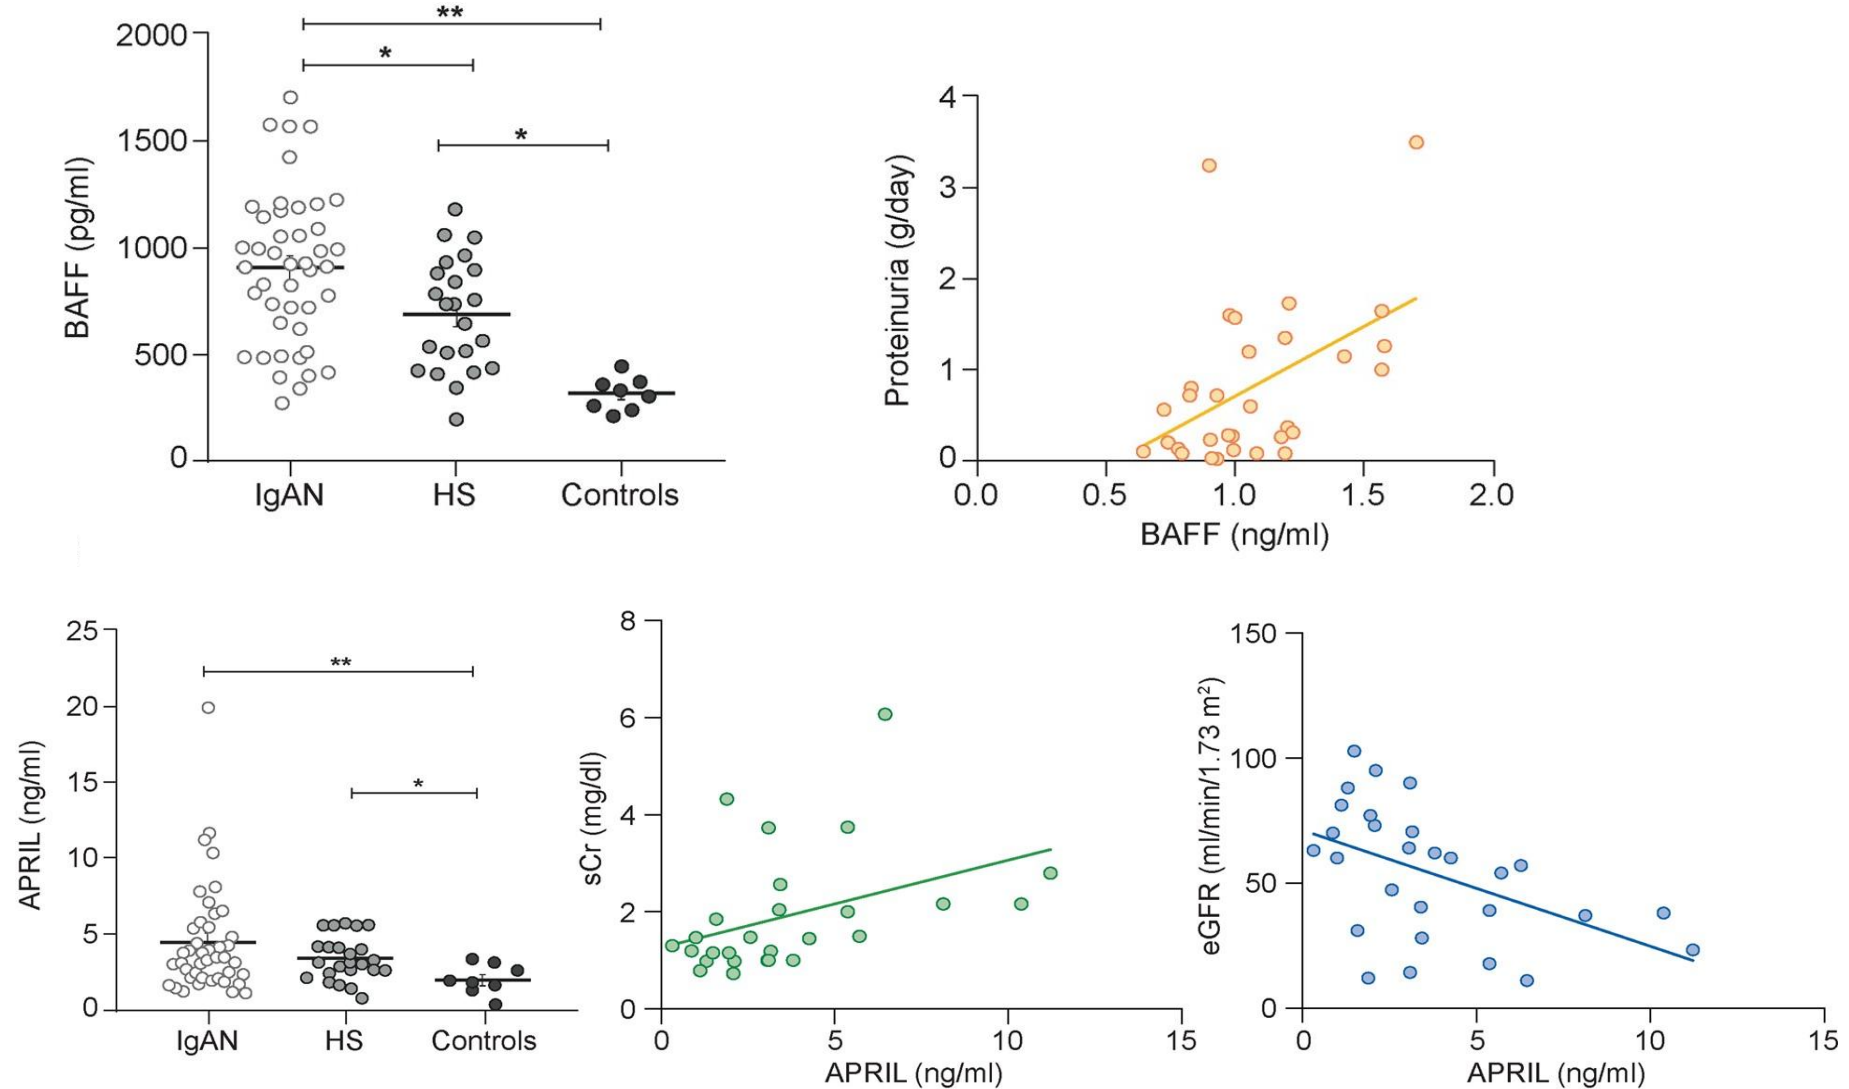 **
*
*
2000
1500
1000
500
0
BAFF (pg/ml)
IgAN HS Controls
4
3
2
1
0
Proteinuria (g/day)
0.0 0.5 1.0 1.5 2.0
BAFF (ng/ml)
25
20
15
10
5
0
APRIL (ng/ml)
**
*
IgAN HS Controls
8
6
4
2
0
sCr (mg/dl)
0 5 10 15
APRIL (ng/ml)
150
100
50
0
eGFR (ml/min/1.73 m²)
0 5 10 15
APRIL (ng/ml)